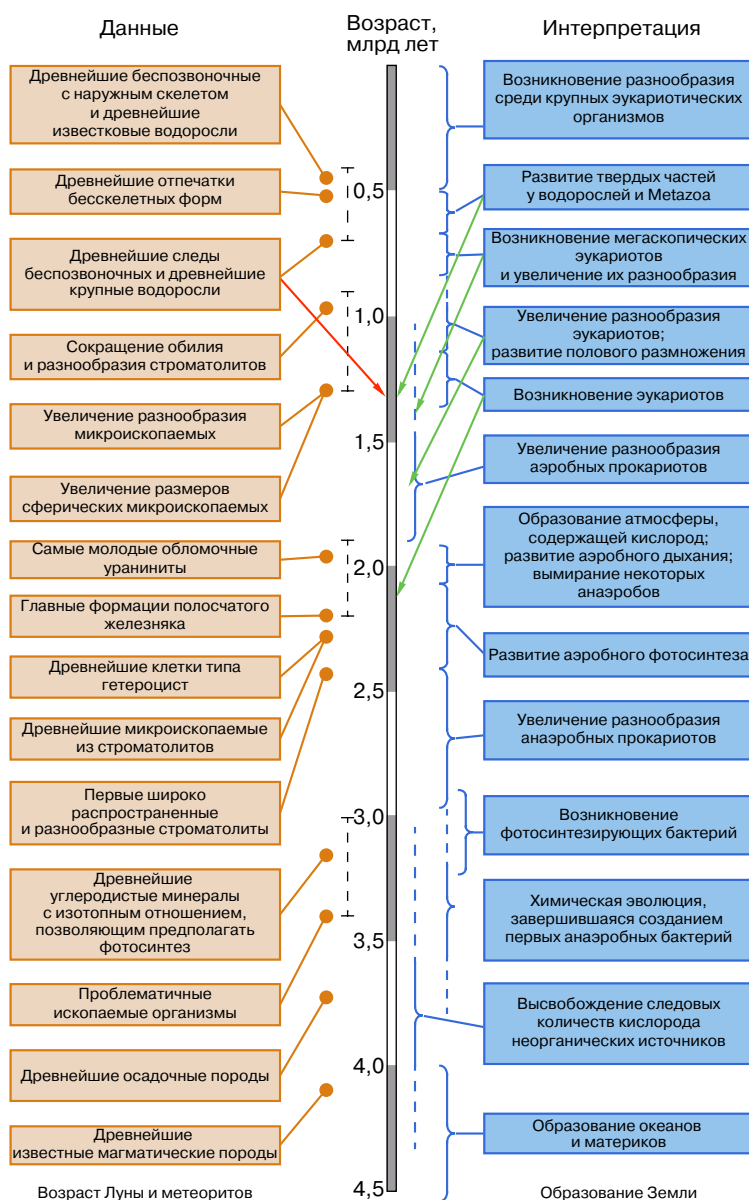 Данные
Возраст,
млрд лет
Интерпретация
Древнейшие беспозвоночные
с наружным скелетом
и древнейшие
известковые водоросли
Древнейшие отпечатки
бесскелетных форм
Древнейшие следы
беспозвоночных и древнейшие
крупные водоросли
Сокращение обилия
и разнообразия строматолитов
Увеличение разнообразия
микроископаемых
Увеличение размеров
сферических микроископаемых
Самые молодые обломочные
ураниниты
Главные формации полосчатого
железняка
Древнейшие клетки типа
гетероцист
Древнейшие микроископаемые
из строматолитов
Первые широко
распространенные
и разнообразные строматолиты
Древнейшие
углеродистые минералы
с изотопным отношением,
позволяющим предполагать
фотосинтез
Проблематичные
ископаемые организмы
Древнейшие осадочные породы
Древнейшие
известные магматические породы
Возраст Луны и метеоритов
0,5
1,0
1,5
2,0
2,5
3,0
3,5
4,0
4,5
Возникновение разнообразия
среди крупных эукариотических
организмов
Развитие твердых частей
у водорослей и Metazoa
Возникновение мегаскопических
эукариотов
и увеличение их разнообразия
Увеличение разнообразия
эукариотов;
развитие полового размножения
Возникновение эукариотов
Увеличение разнообразия
аэробных прокариотов
Образование атмосферы,
содержащей кислород;
развитие аэробного дыхания;
вымирание некоторых
анаэробов
Развитие аэробного фотосинтеза
Увеличение разнообразия
анаэробных прокариотов
Возникновение
фотосинтезирующих бактерий
Химическая эволюция,
завершившаяся созданием
первых анаэробных бактерий
Высвобождение следовых
количеств кислорода
неорганических источников
Образование океанов
и материков
Образование Земли